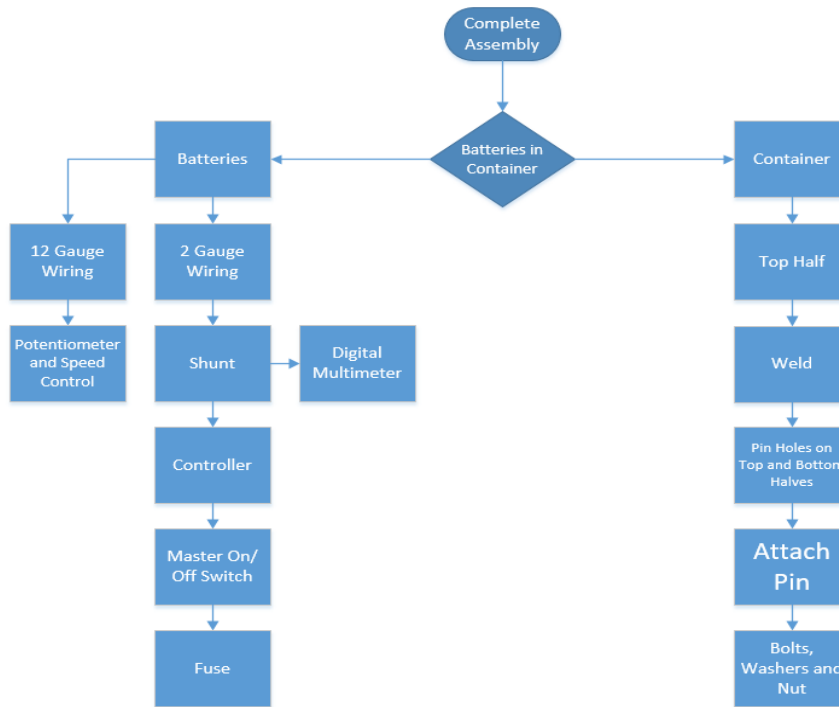 Complete
Assembly
Batteries in
Container
Batteries
Container
12 Gauge
Wiring
2 Gauge
Wiring
Top Half
Potentiometer
and Speed
Control
Shunt
Digital
Multimeter
Weld
Controller
Pin Holes on
Top and Bottom
Halves
Master On/
Off Switch
Attach
Pin
Fuse
Bolts,
Washers and
Nut